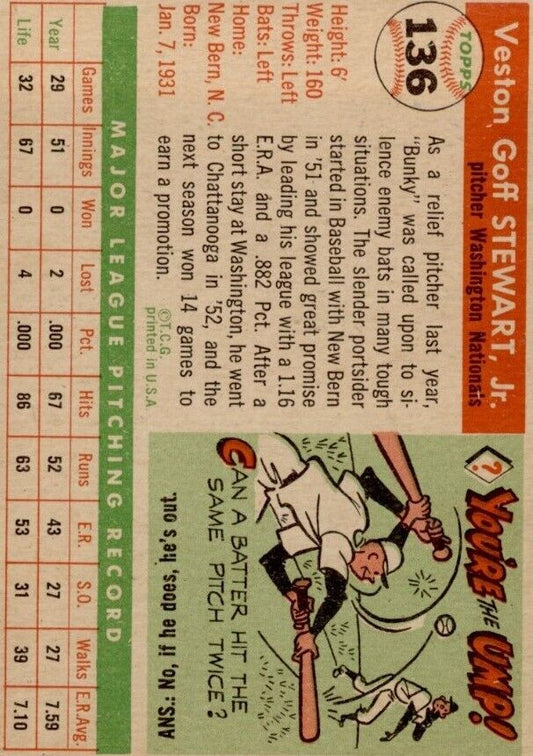 TOPPS
136
Veston Goff STEWART, Jr.
pitcher Washington Nationals
Height: 6'
Weight: 160
Throws: Left
Bats: Left
Home:
New Bern, N. C.
Born:
Jan. 7, 1931
As a relief pitcher last year,
"Bunky" was called upon to si-
lence enemy bats in many tough
situations. The slender portsider
started in Baseball with New Bern
in '51 and showed great promise
by leading his league with a 1.16
E.R.A. and a .882 Pct. After a
short stay at Washington, he went
to Chattanooga in '52, and the
next season won 14 games to
earn a promotion.
©T.C.G.
printed in U.S.A
?
YOU'RE THE UMP!
CAN A BATTER HIT THE
SAME PITCH TWICE?
ANS.: No, if he does, he's out.
MAJOR LEAGUE PITCHING RECORD
Games Innings Won Lost Pct. Hits Runs E.R. S.O. Walks E.R.Avg.
Year 29 51 0 2 .000 67 52 43 27 27 7.59
Life 32 67 0 4 .000 86 63 53 31 39 7.10